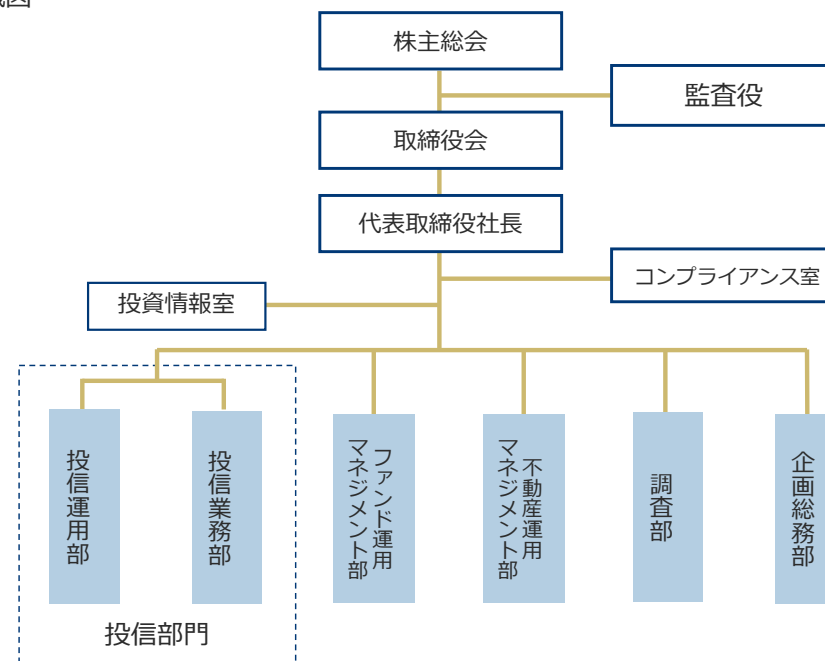 株主総会
監査役
取締役会
代表取締役社長
コンプライアンス室
投資情報室
投信運用部
投信業務部
ファンド運用
マネジメント部
不動産運用
マネジメント部
調査部
企画総務部
投信部門